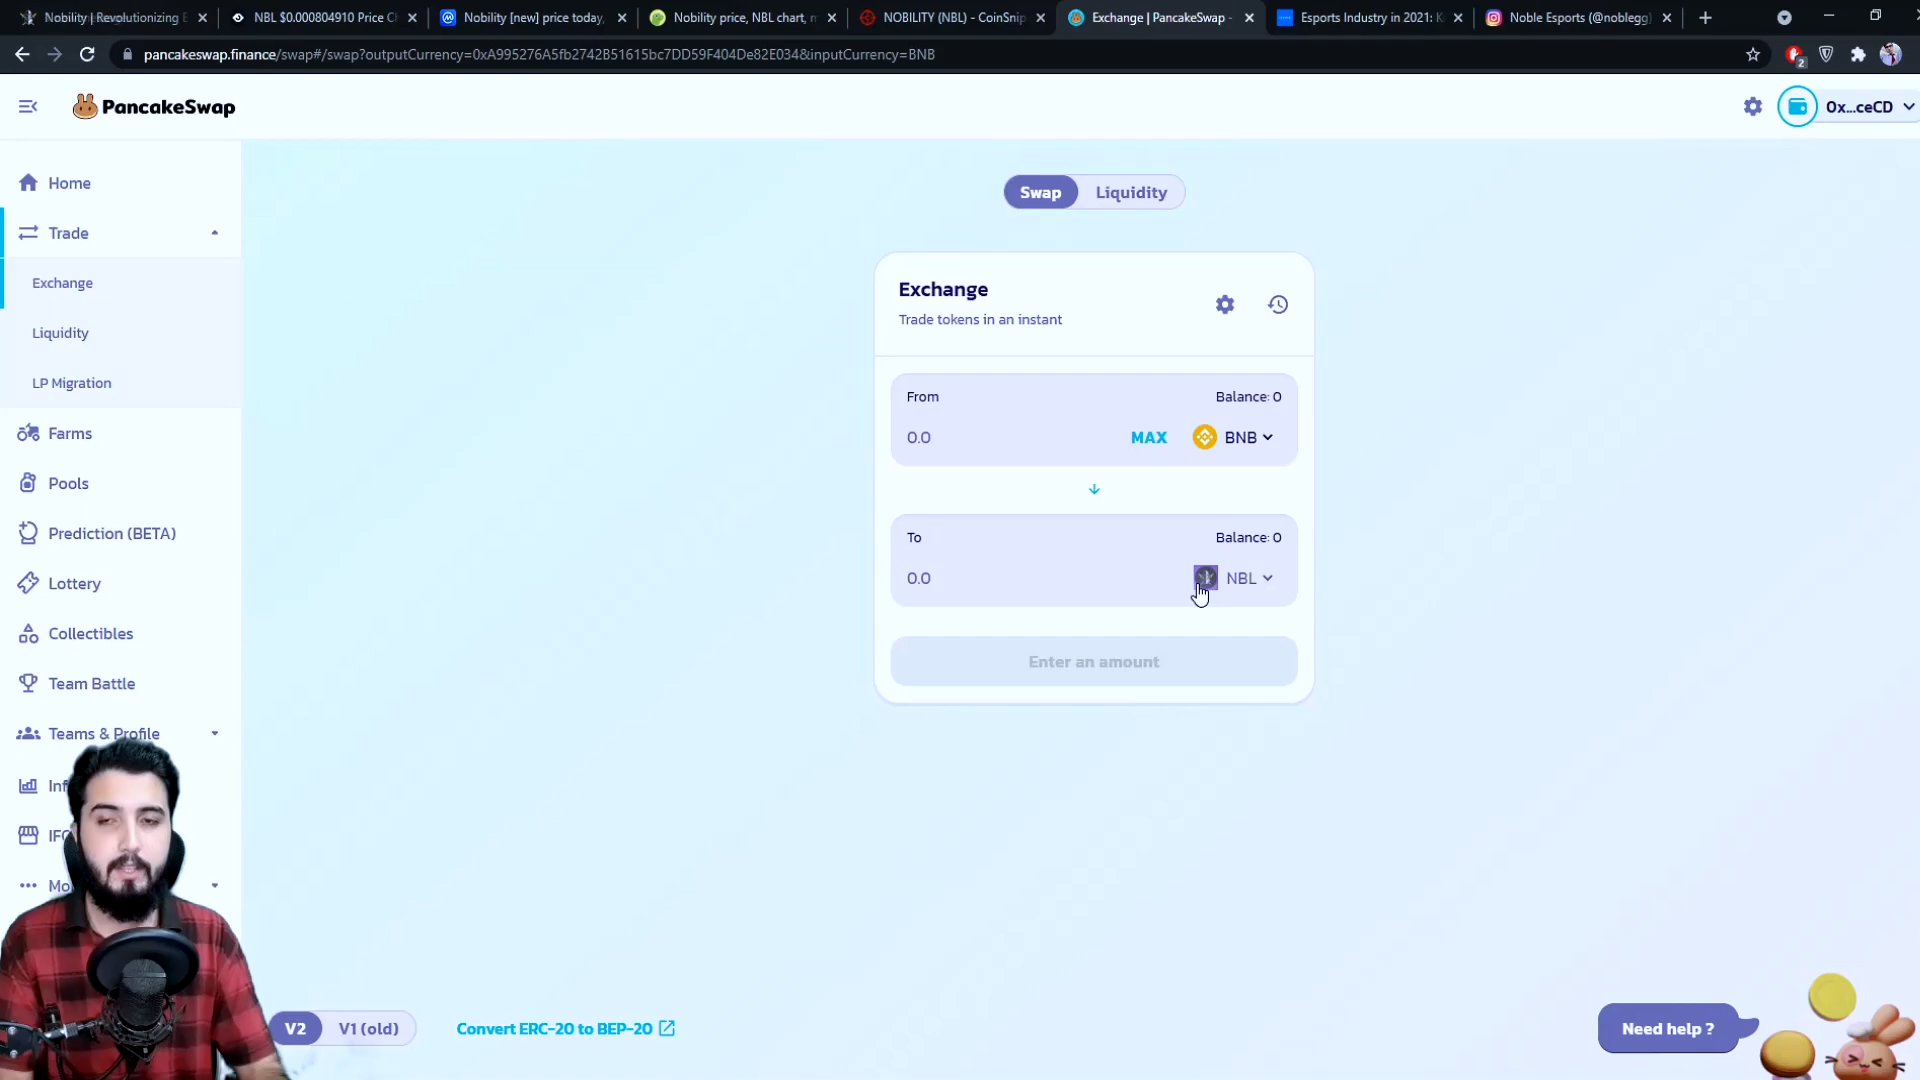 Nobility | Revolutionizing E
NBL $0.000804910 Price C
Nobility [new] price today,
Nobility price, NBL chart, m
NOBILITY (NBL) - CoinSnip
Exchange | PancakeSwap -
Esports Industry in 2021: K
Noble Esports (@noblegg)
pancakeswap.finance/swap#/swap?outputCurrency=0xA995276A5fb2742B51615bc7DD59F404De82E034&inputCurrency=BNB
2
PancakeSwap
0x...ceCD
Home
Trade
Exchange
Liquidity
LP Migration
Farms
Pools
Prediction (BETA)
Lottery
Collectibles
Team Battle
Teams & Profile
Inf
IFO
Mo
Swap
Liquidity
Exchange
Trade tokens in an instant
From
Balance: 0
0.0
MAX
BNB
To
Balance: 0
0.0
NBL
Enter an amount
V2
V1 (old)
Convert ERC-20 to BEP-20
Need help ?